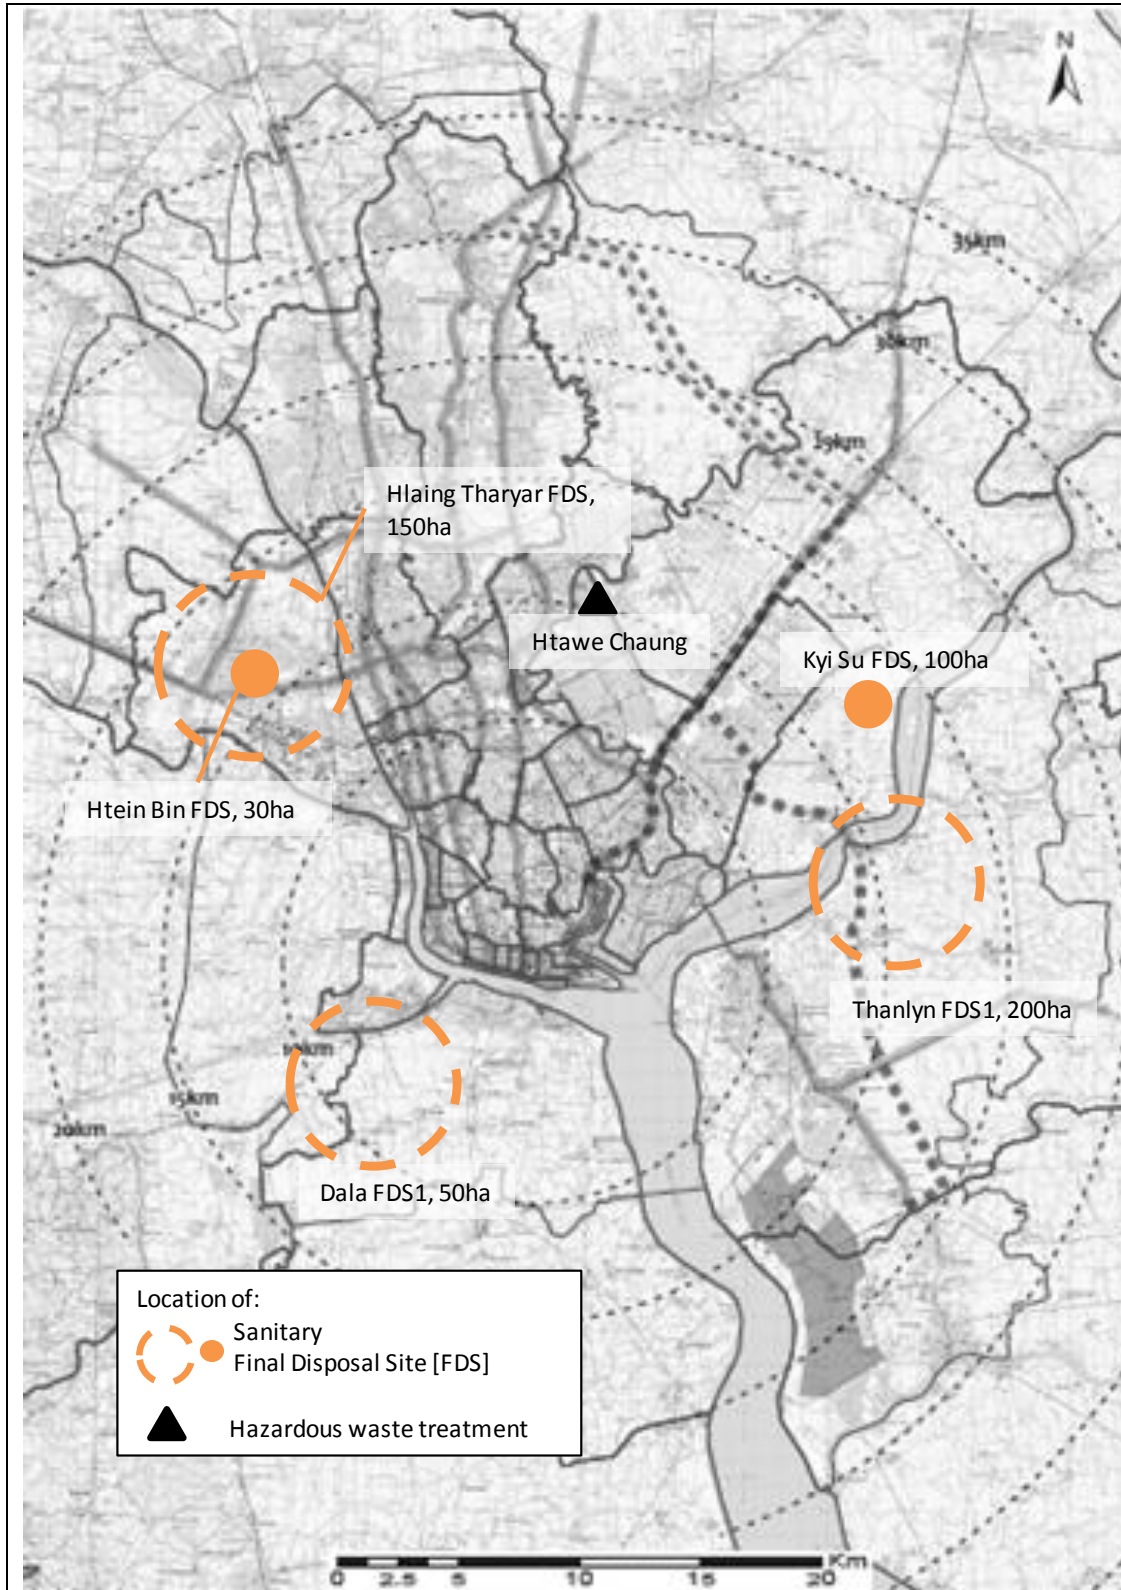 N
35km
30km
Hlaing Tharyar FDS,
150ha
Htawe Chaung
Kyi Su FDS, 100ha
Htein Bin FDS, 30ha
Thanlyn FDS1, 200ha
10km
15km
20km
Dala FDS1, 50ha
Location of:
Sanitary
Final Disposal Site [FDS]
Hazardous waste treatment
Km
0 2.5 5 10 15 20